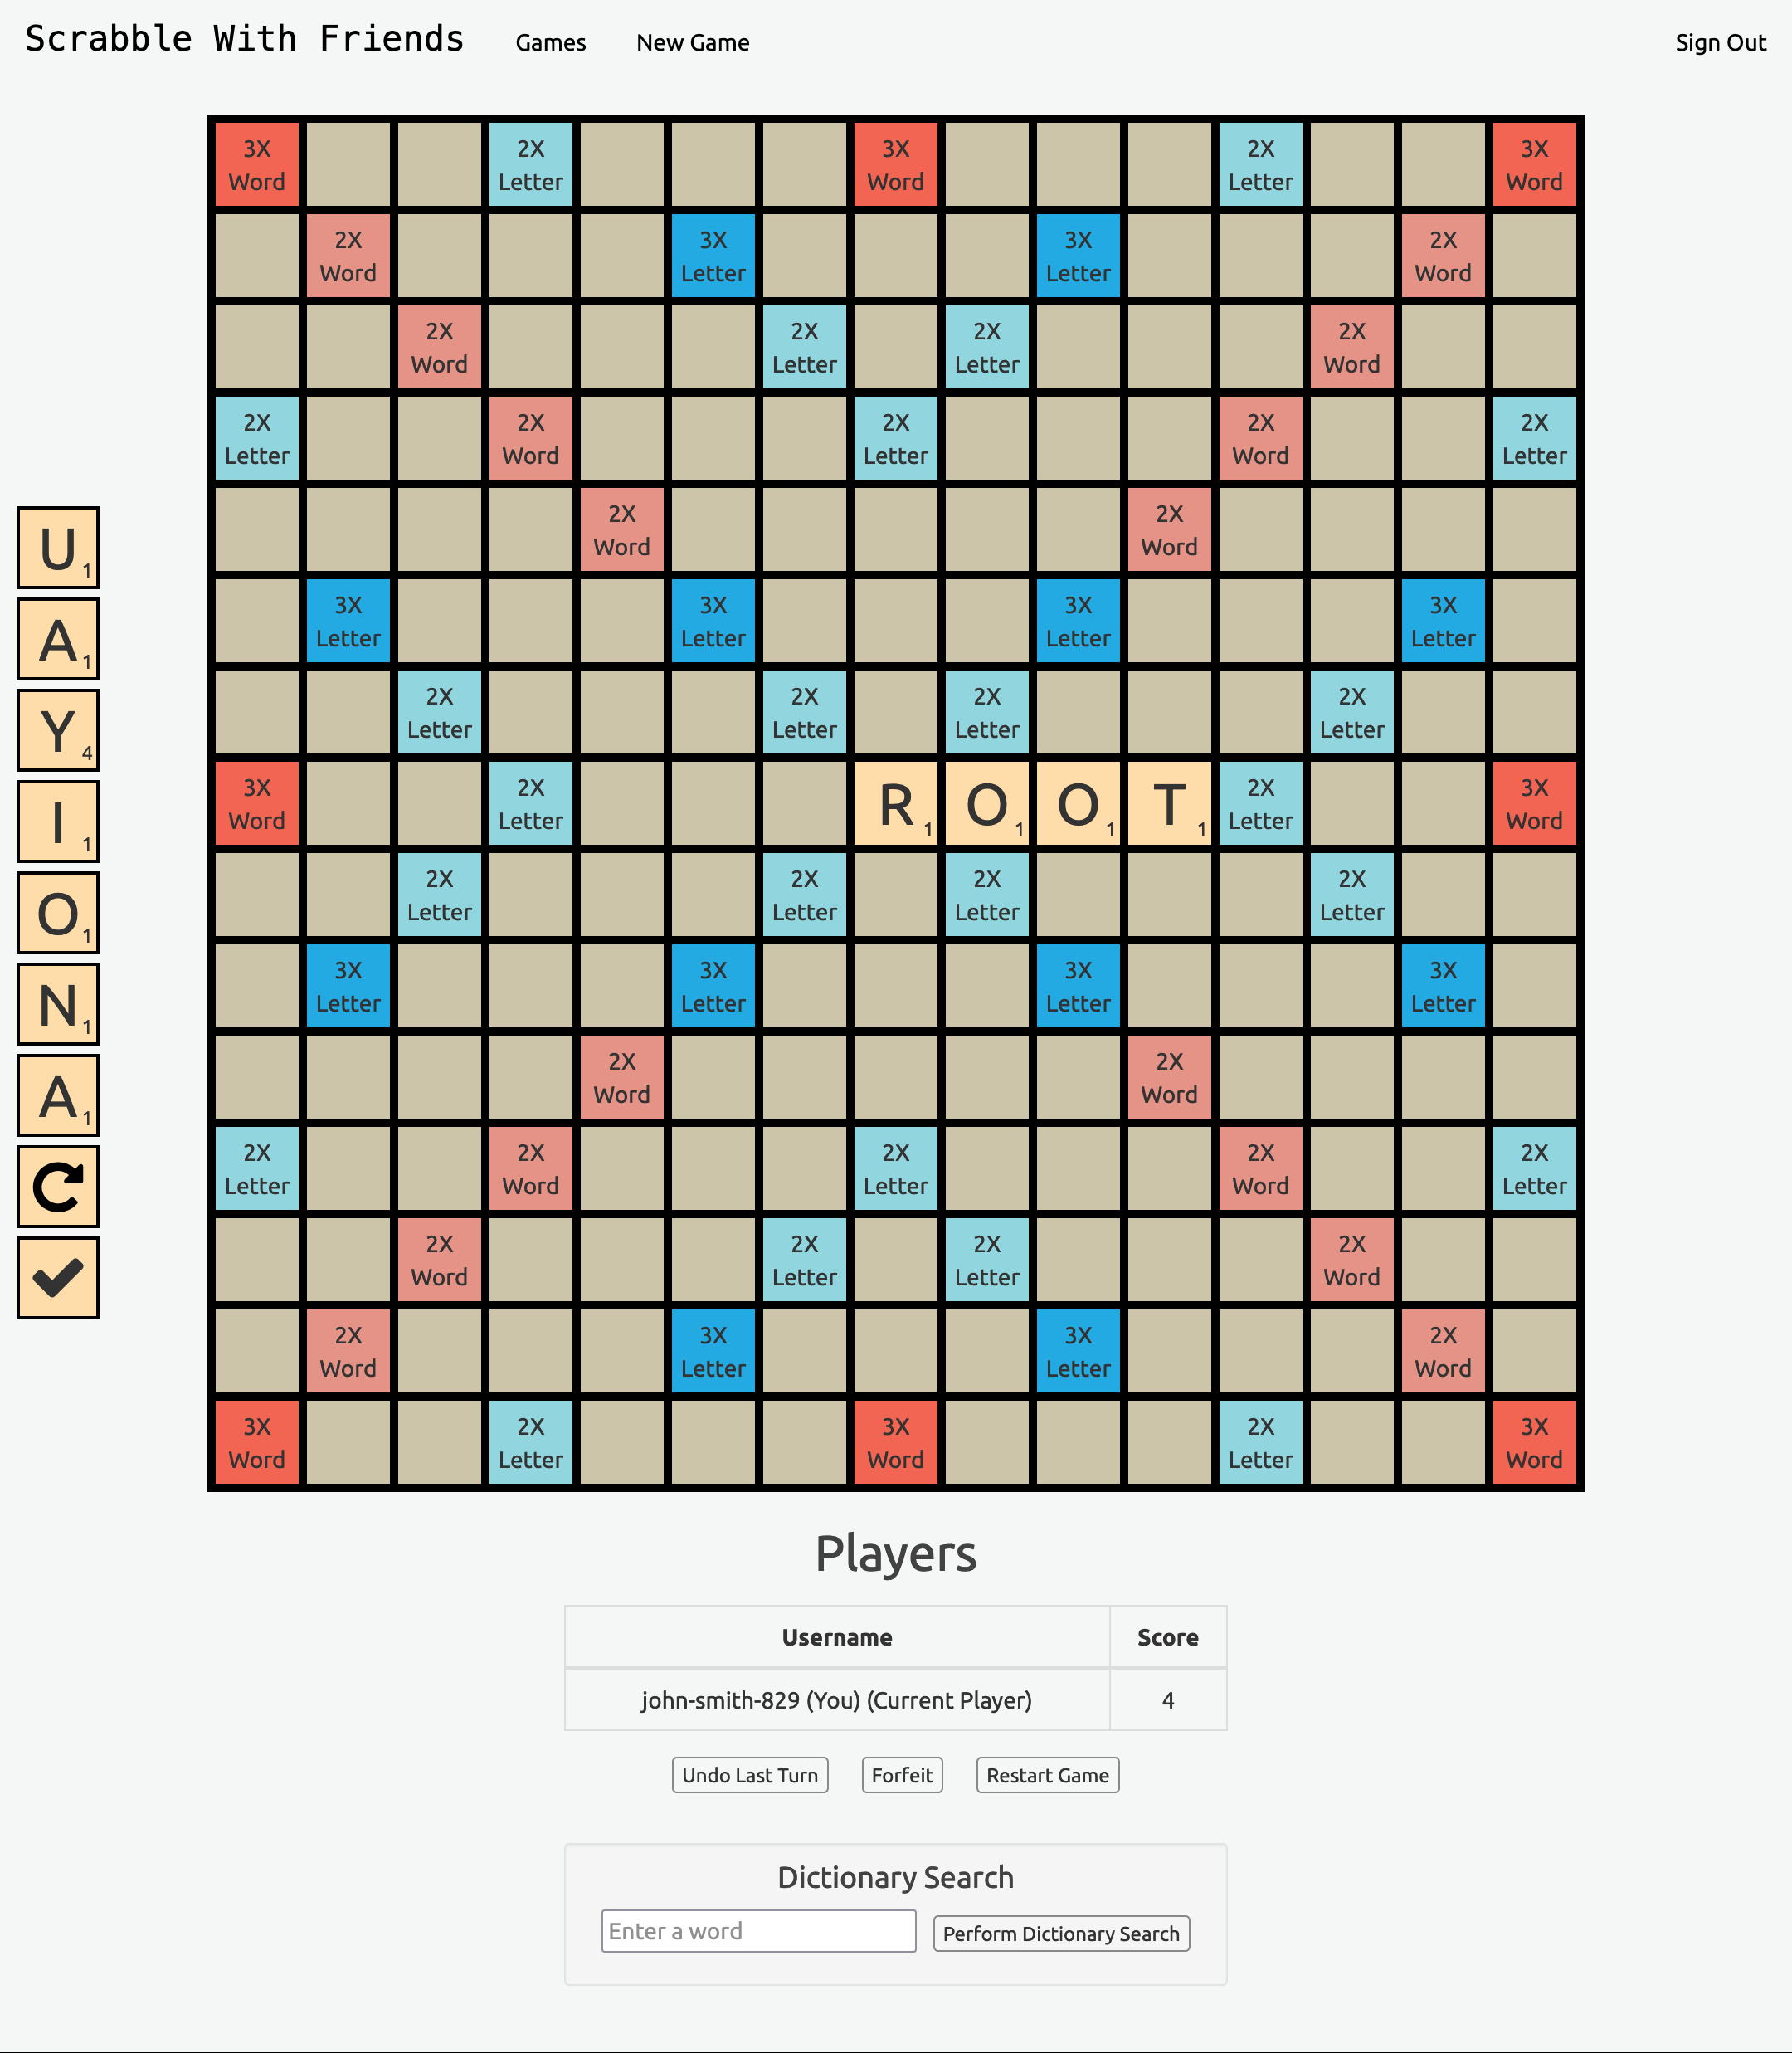 Scrabble With Friends Games New Game Sign Out
3X 2X 3X 2X 3X
Word Letter Word Letter Word
2X 3X 3X 2X
Word Letter Letter Word
2X 2X 2X 2X
Word Letter Letter Word
2X 2X 2X 2X 2X
Letter Word Letter Word Letter
2X 2X
Word Word
U 1
3X 3X 3X 3X
Letter Letter Letter Letter
A 1
2X 2X 2X 2X
Letter Letter Letter Letter
Y 4
3X 2X R 1 O 1 O 1 T 1 2X 3X
Word Letter Letter Word
I 1
2X 2X 2X 2X
Letter Letter Letter Letter
O 1
3X 3X 3X 3X
Letter Letter Letter Letter
N 1
2X 2X
Word Word
A 1
2X 2X 2X 2X 2X
Letter Word Letter Word Letter
2X 2X 2X 2X
Word Letter Letter Word
2X 3X 3X 2X
Word Letter Letter Word
3X 2X 3X 2X 3X
Word Letter Word Letter Word
Players
Username Score
john-smith-829 (You) (Current Player) 4
Undo Last Turn Forfeit Restart Game
Dictionary Search
Enter a word Perform Dictionary Search